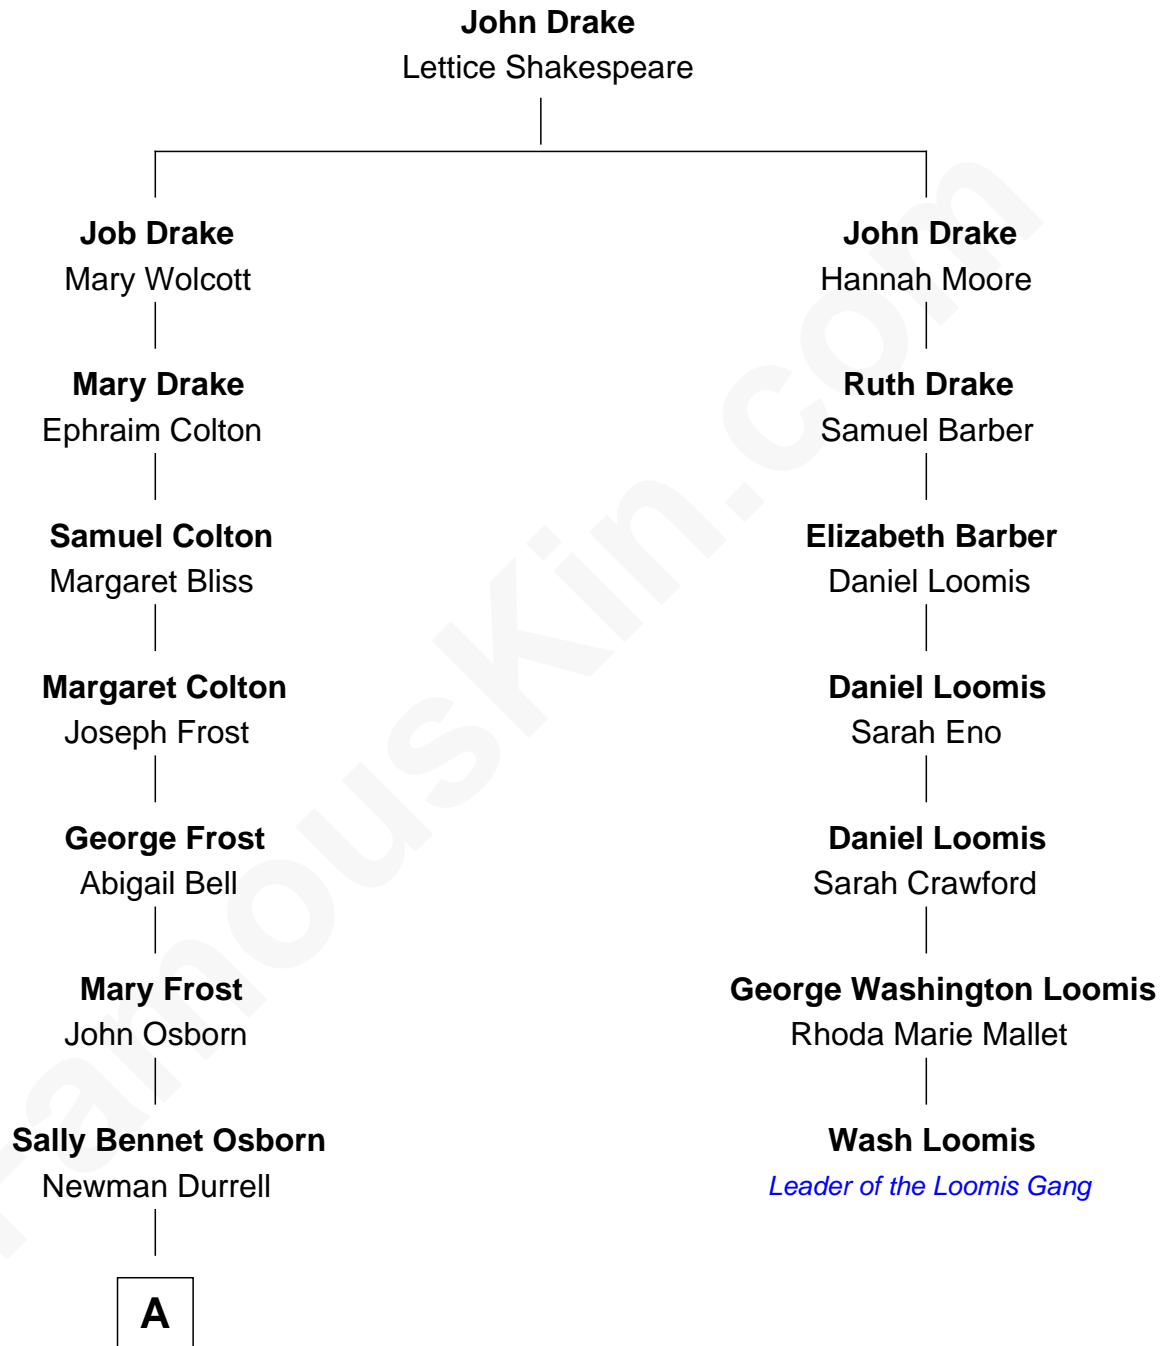 John Drake
Lettice Shakespeare
Job Drake
Mary Wolcott
John Drake
Hannah Moore
Mary Drake
Ephraim Colton
Ruth Drake
Samuel Barber
Samuel Colton
Margaret Bliss
Elizabeth Barber
Daniel Loomis
Margaret Colton
Joseph Frost
Daniel Loomis
Sarah Eno
George Frost
Abigail Bell
Daniel Loomis
Sarah Crawford
Mary Frost
John Osborn
George Washington Loomis
Rhoda Marie Mallet
Sally Bennet Osborn
Newman Durrell
Wash Loomis
Leader of the Loomis Gang
A
FamousKin.com